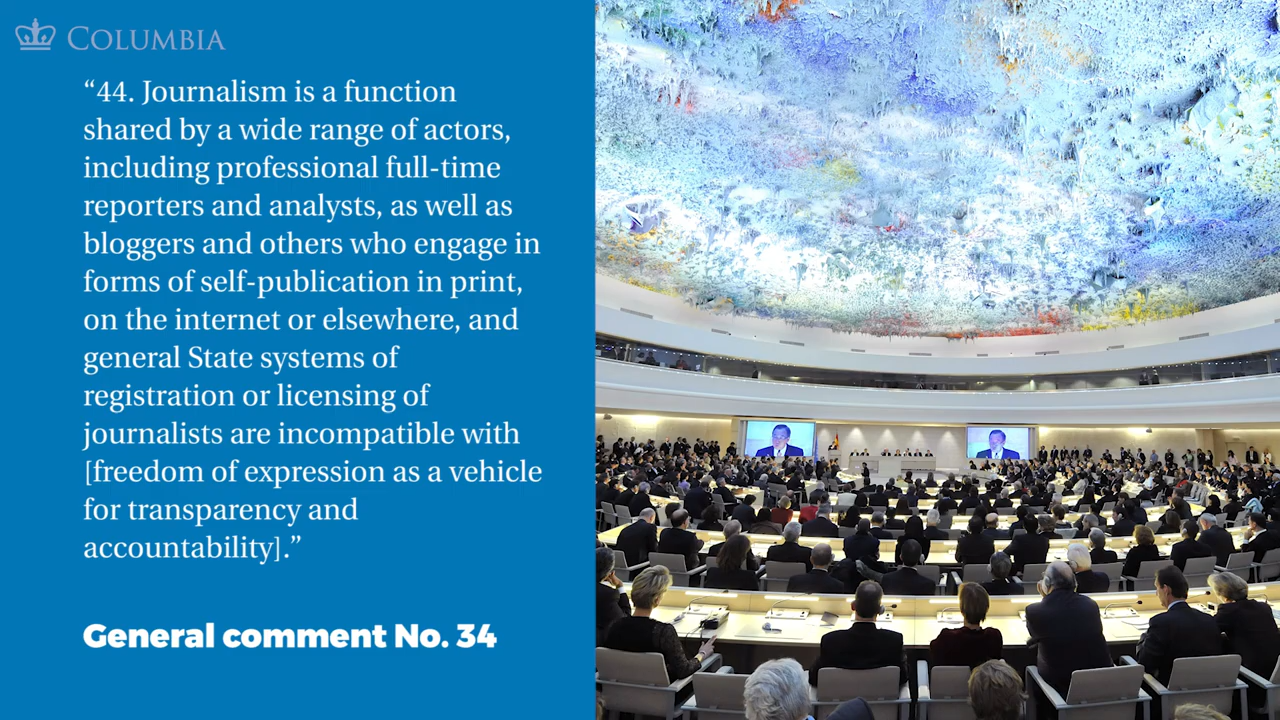 COLUMBIA
“44. Journalism is a function
shared by a wide range of actors,
including professional full-time
reporters and analysts, as well as
bloggers and others who engage in
forms of self-publication in print,
on the internet or elsewhere, and
general State systems of
registration or licensing of
journalists are incompatible with
[freedom of expression as a vehicle
for transparency and
accountability].”
General comment No. 34